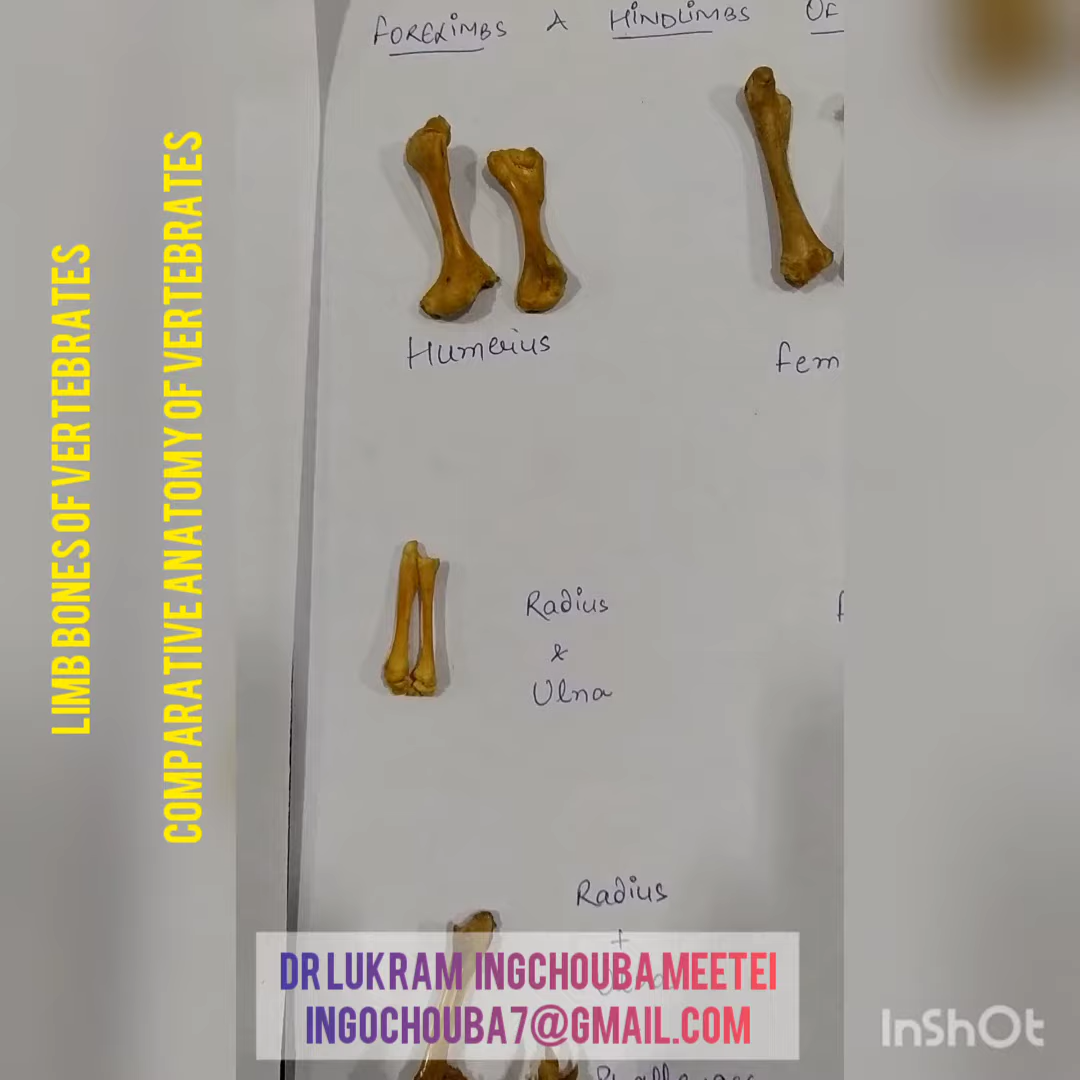 FORELIMBS & HINDLIMBS OF
Humerius
fem
Radius
&
Ulna
Radius
+
LIMB BONES OF VERTEBRATES
COMPARATIVE ANATOMY OF VERTEBRATES
DR LUKRAM INGCHOUBA MEETEI
INGOCHOUBA7@GMAIL.COM
InShOt